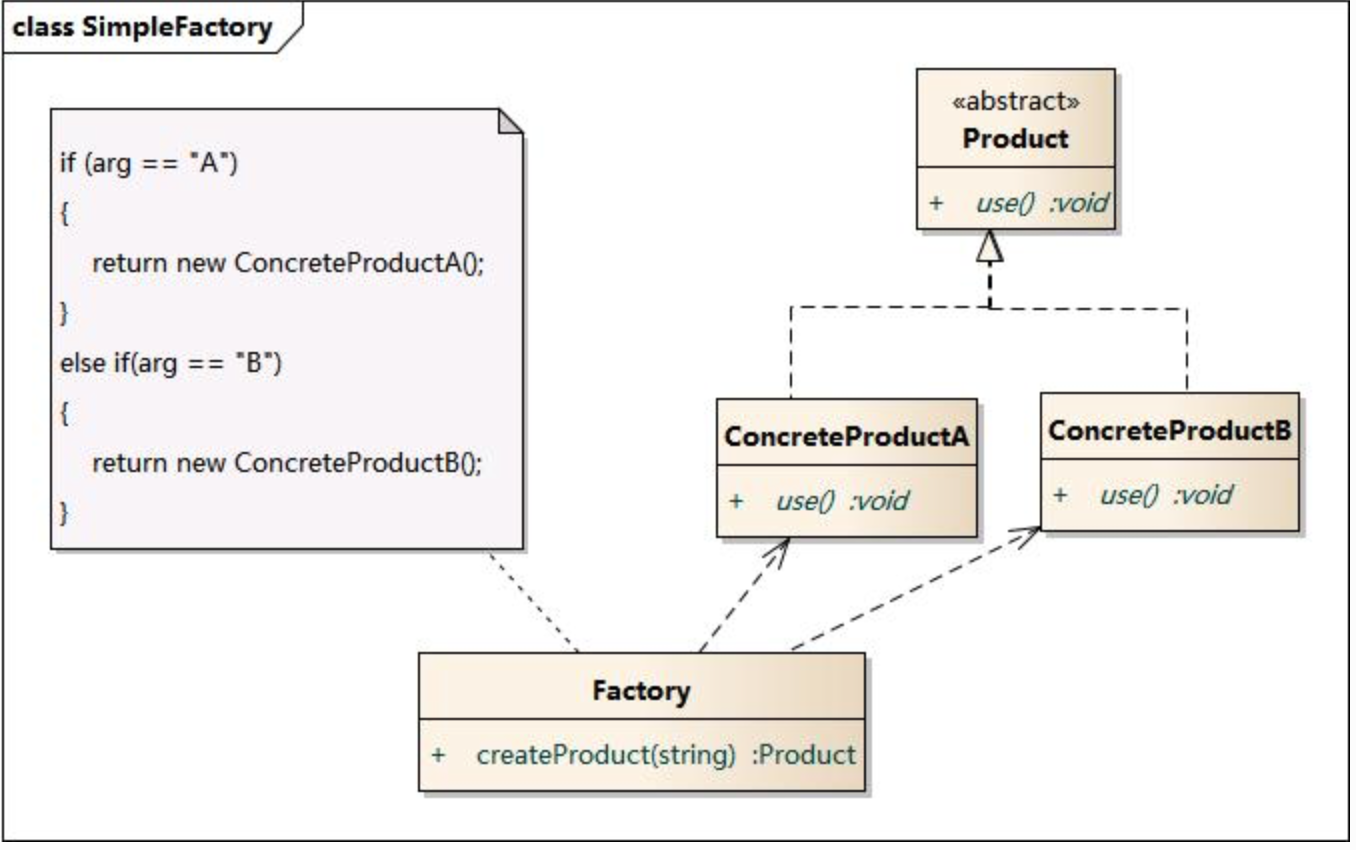 class SimpleFactory
if (arg == "A")
{
return new ConcreteProductA();
}
else if(arg == "B")
{
return new ConcreteProductB();
}
«abstract»
Product
+ use() :void
ConcreteProductA
+ use() :void
ConcreteProductB
+ use() :void
Factory
+ createProduct(string) :Product